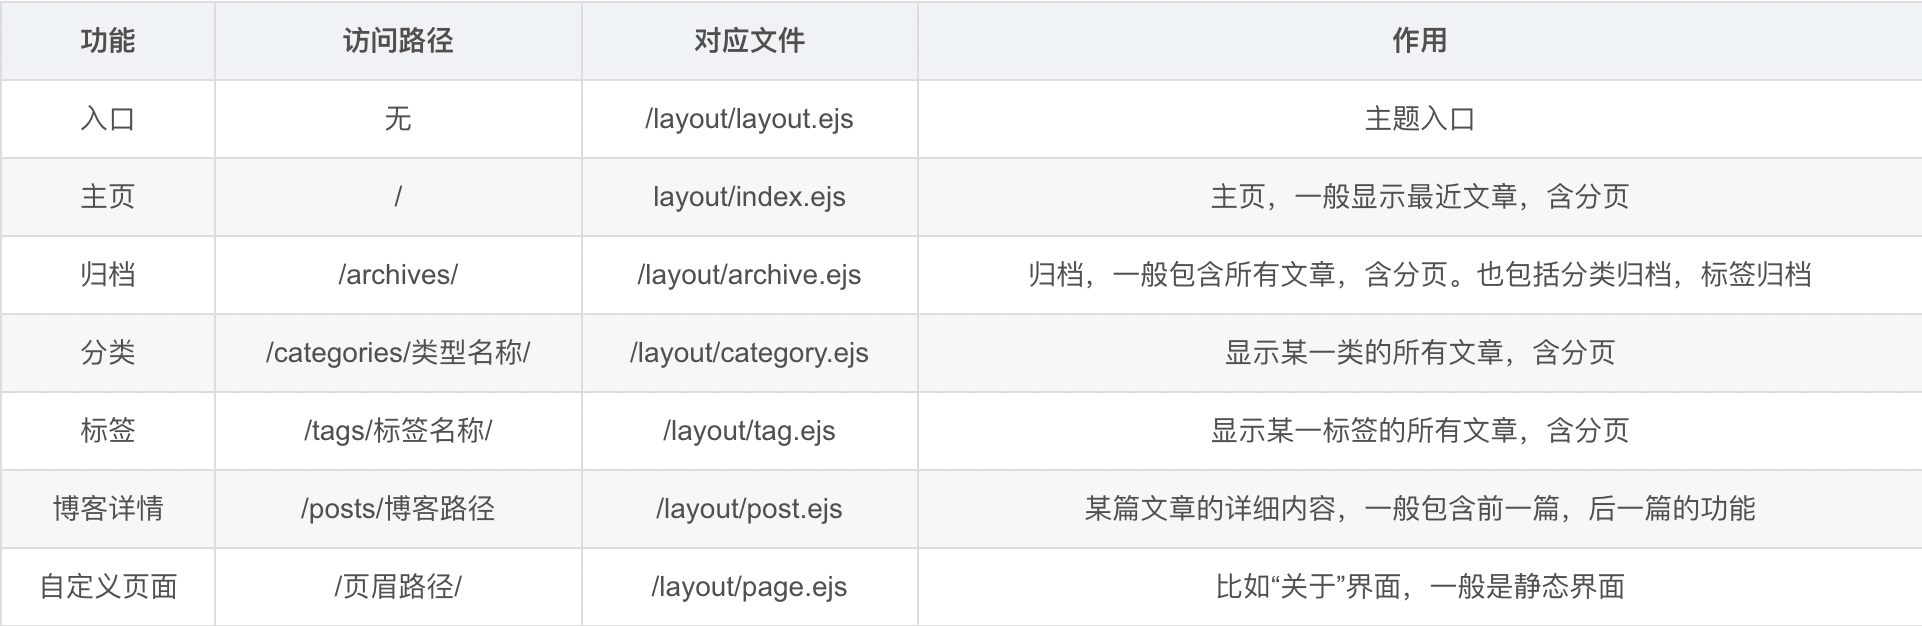 功能 访问路径 对应文件 作用
入口 无 /layout/layout.ejs 主题入口
主页 / layout/index.ejs 主页，一般显示最近文章，含分页
归档 /archives/ /layout/archive.ejs 归档，一般包含所有文章，含分页。也包括分类归档，标签归档
分类 /categories/类型名称/ /layout/category.ejs 显示某一类的所有文章，含分页
标签 /tags/标签名称/ /layout/tag.ejs 显示某一标签的所有文章，含分页
博客详情 /posts/博客路径 /layout/post.ejs 某篇文章的详细内容，一般包含前一篇，后一篇的功能
自定义页面 /页眉路径/ /layout/page.ejs 比如“关于”界面，一般是静态界面